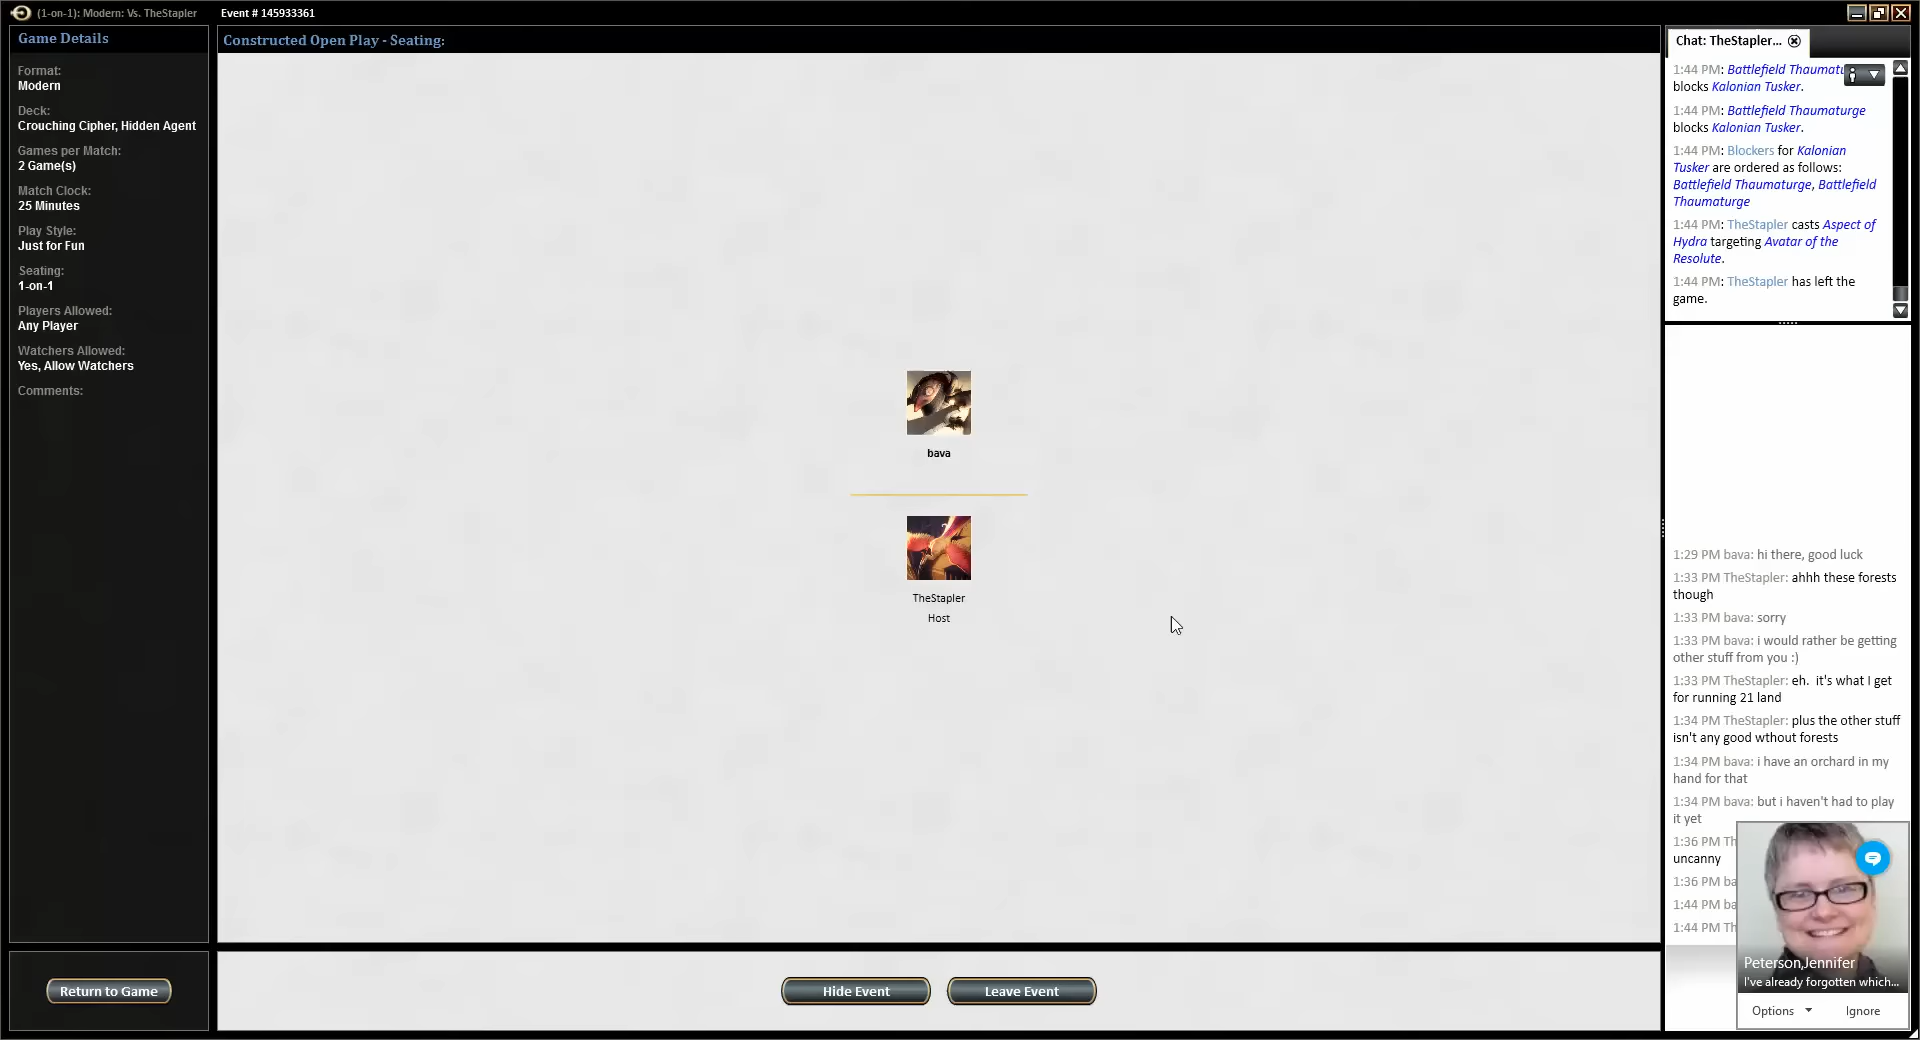 (1-on-1): Modern: Vs. TheStapler
Event # 145933361
Game Details
Format:
Modern
Deck:
Crouching Cipher, Hidden Agent
Games per Match:
2 Game(s)
Match Clock:
25 Minutes
Play Style:
Just for Fun
Seating:
1-on-1
Players Allowed:
Any Player
Watchers Allowed:
Yes, Allow Watchers
Comments:
Return to Game
Constructed Open Play - Seating:
bava
TheStapler
Host
Hide Event
Leave Event
Chat: TheStapler...
1:44 PM: Battlefield Thaumatu
blocks Kalonian Tusker.
1:44 PM: Battlefield Thaumaturge
blocks Kalonian Tusker.
1:44 PM: Blockers for Kalonian
Tusker are ordered as follows:
Battlefield Thaumaturge, Battlefield
Thaumaturge
1:44 PM: TheStapler casts Aspect of
Hydra targeting Avatar of the
Resolute.
1:44 PM: TheStapler has left the
game.
1:29 PM bava: hi there, good luck
1:33 PM TheStapler: ahhh these forests
though
1:33 PM bava: sorry
1:33 PM bava: i would rather be getting
other stuff from you :)
1:33 PM TheStapler: eh.  it's what I get
for running 21 land
1:34 PM TheStapler: plus the other stuff
isn't any good wthout forests
1:34 PM bava: i have an orchard in my
hand for that
1:34 PM bava: but i haven't had to play
it yet
1:36 PM Th
uncanny
1:36 PM ba
1:44 PM ba
1:44 PM Th
Peterson,Jennifer
I've already forgotten which...
Options
Ignore